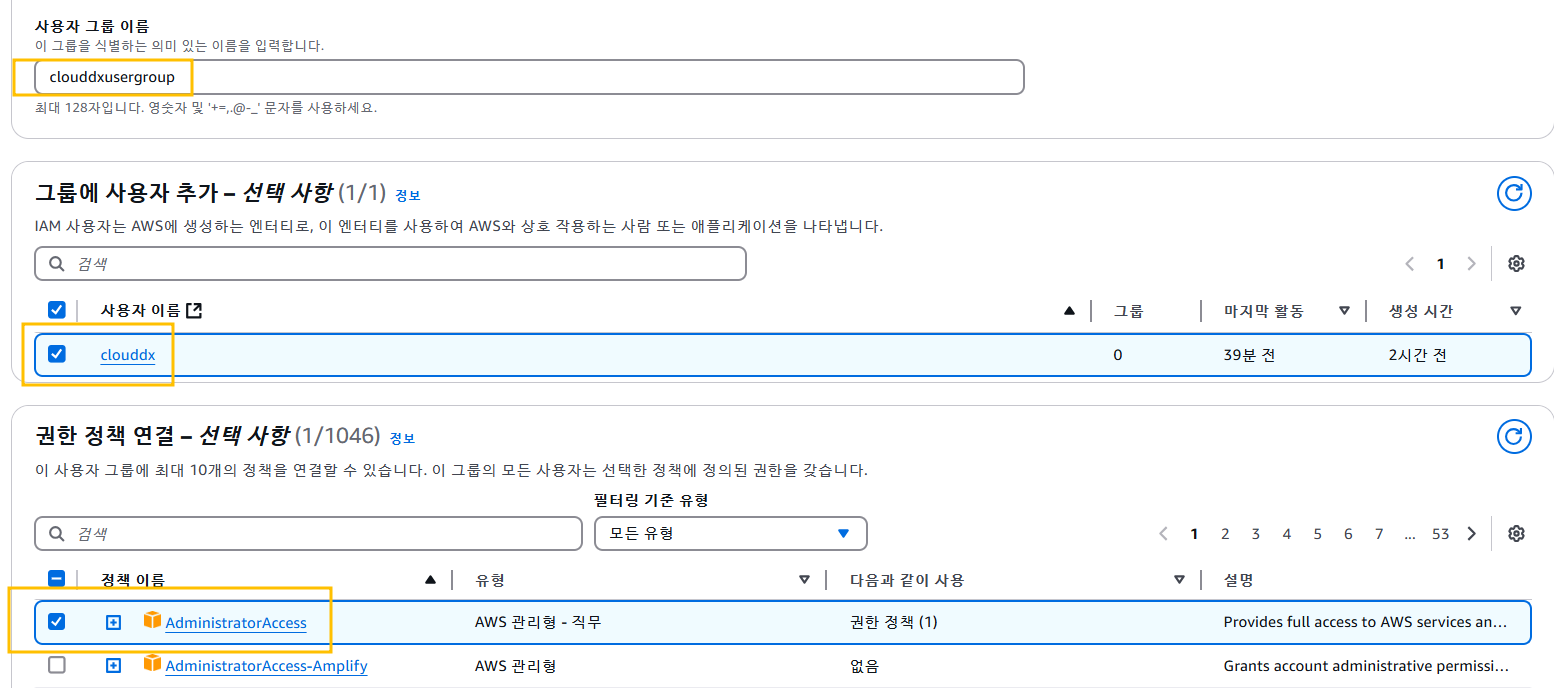 사용자 그룹 이름
이 그룹을 식별하는 의미 있는 이름을 입력합니다.
clouddxusergroup
최대 128자입니다. 영숫자 및 '+=,.@-_' 문자를 사용하세요.
그룹에 사용자 추가 – 선택 사항 (1/1) 정보
IAM 사용자는 AWS에 생성하는 엔터티로, 이 엔터티를 사용하여 AWS와 상호 작용하는 사람 또는 애플리케이션을 나타냅니다.
검색
1
사용자 이름 그룹 마지막 활동 생성 시간
clouddx 0 39분 전 2시간 전
권한 정책 연결 – 선택 사항 (1/1046) 정보
이 사용자 그룹에 최대 10개의 정책을 연결할 수 있습니다. 이 그룹의 모든 사용자는 선택한 정책에 정의된 권한을 갖습니다.
필터링 기준 유형
검색 모든 유형 1 2 3 4 5 6 7 ... 53
정책 이름 유형 다음과 같이 사용 설명
AdministratorAccess AWS 관리형 - 직무 권한 정책 (1) Provides full access to AWS services an...
AdministratorAccess-Amplify AWS 관리형 없음 Grants account administrative permissi...